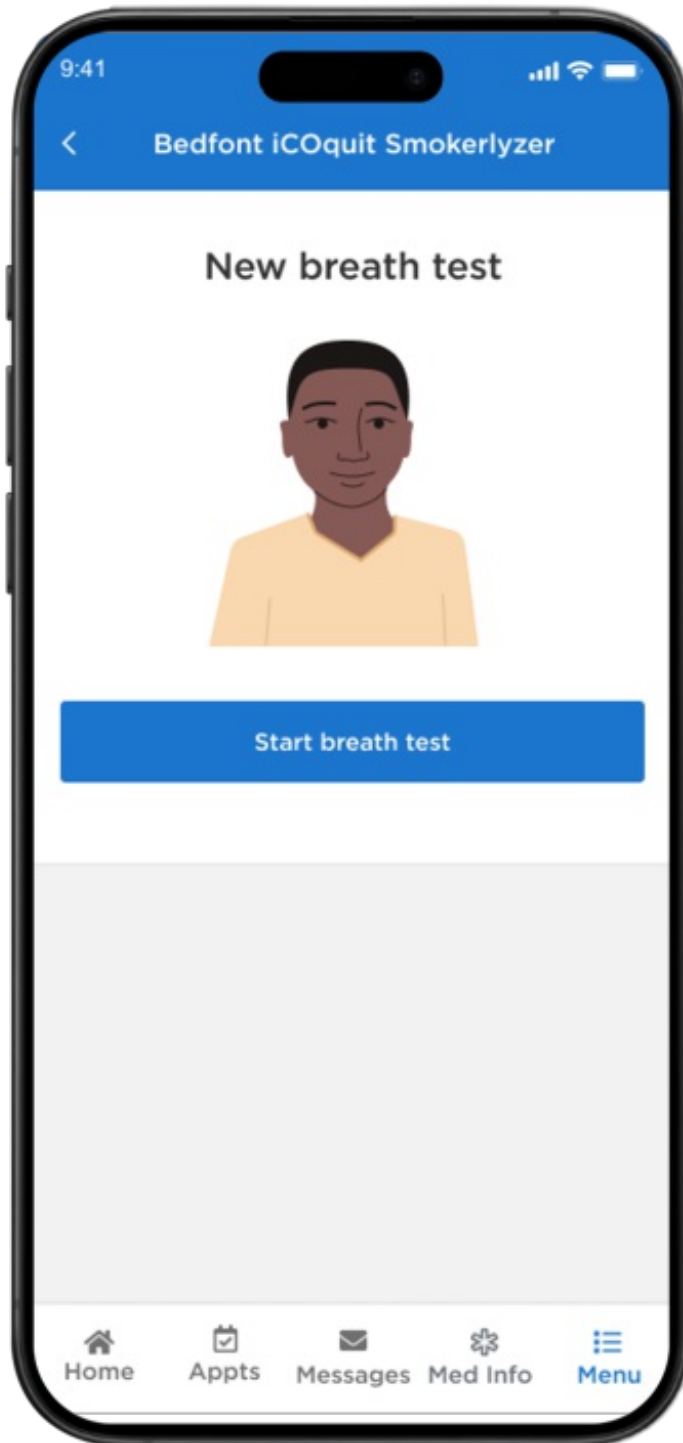 9:41
Bedfont iCOquit Smokerlyzer
New breath test
Start breath test
Home Appts Messages Med Info Menu